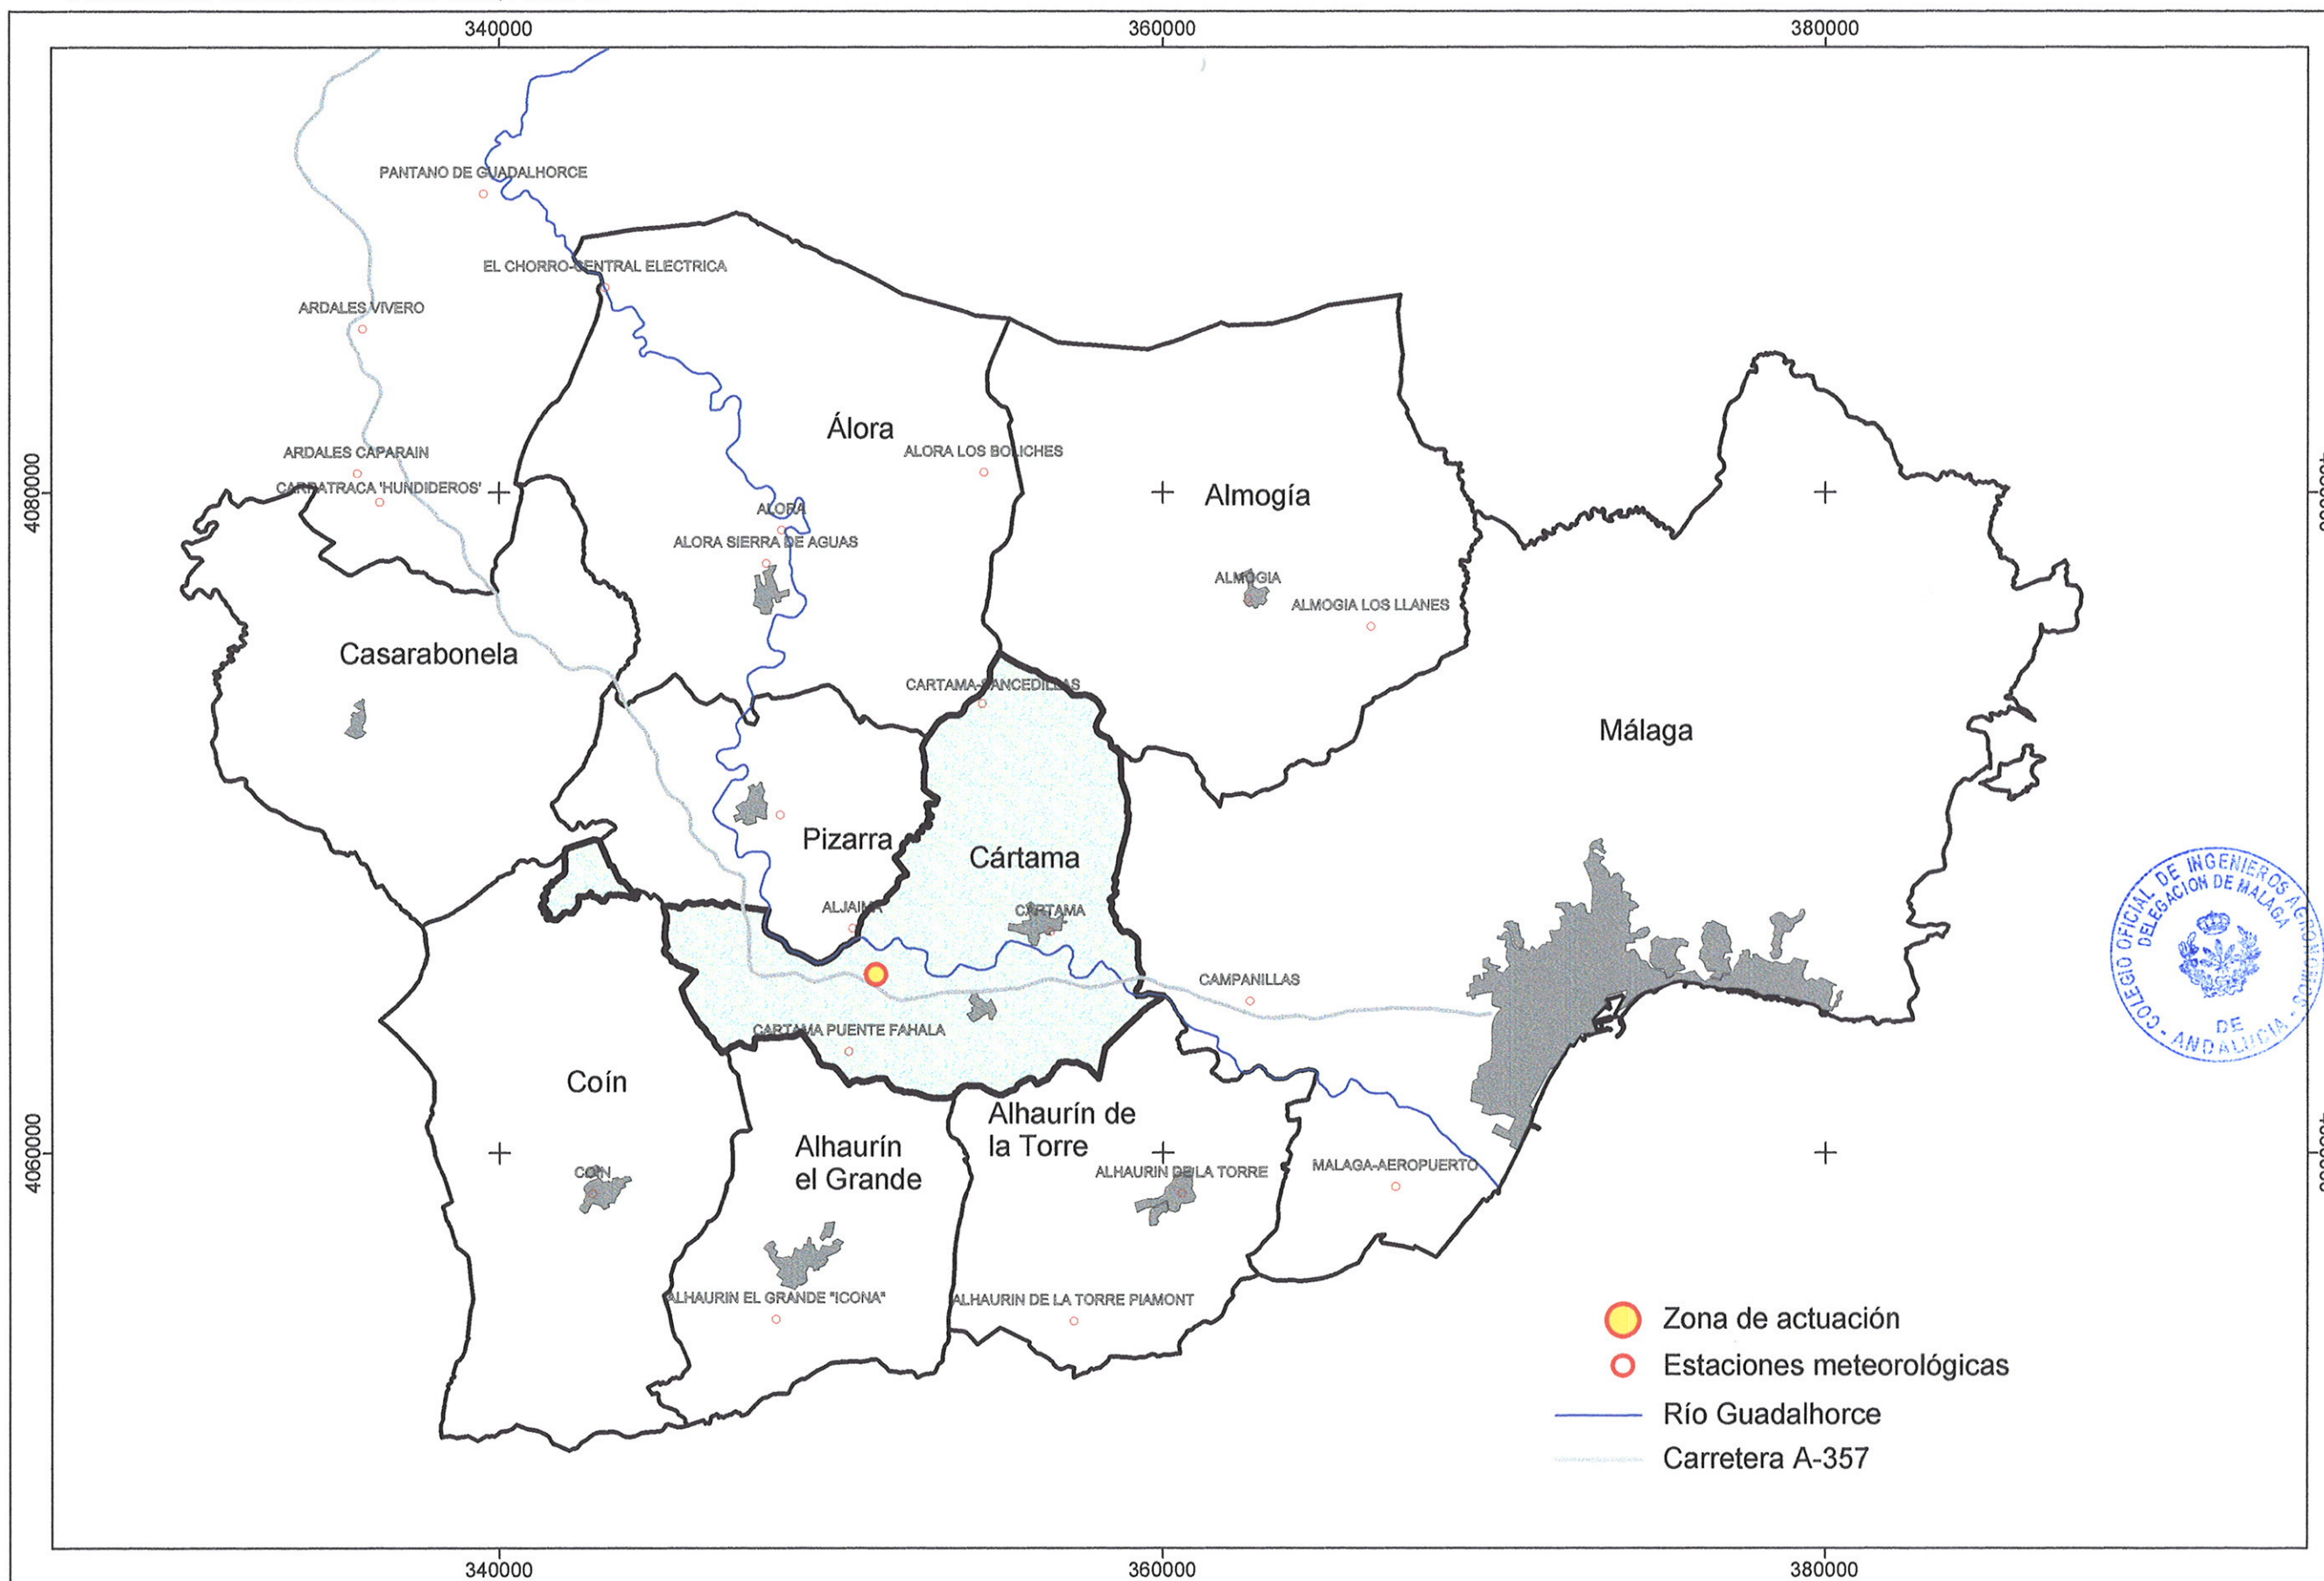 340000
360000
380000
PANTANO DE GUADALHORCE
EL CHORRO-CENTRAL ELECTRICA
ARDALES VIVERO
Álora
ALORA LOS BOLICHES
ARDALES CAPARAIN
CARRATRACA 'HUNDIDEROS'
4080000
Almogía
ALORA
ALORA SIERRA DE AGUAS
ALMOGIA
ALMOGIA LOS LLANES
Casarabonela
CARTAMA-SANCEDILLAS
Málaga
Pizarra
Cártama
ALJAIMA
CARTAMA
CAMPANILLAS
CARTAMA PUENTE FAHALA
COLEGIO OFICIAL DE INGENIEROS AGRONOMOS
DELEGACION DE MALAGA
DE
- ANDALUCIA -
Coín
Alhaurín de
la Torre
Alhaurín
el Grande
4060000
COIN
ALHAURIN DE LA TORRE
MALAGA-AEROPUERTO
ALHAURIN EL GRANDE "ICONA"
ALHAURIN DE LA TORRE PIAMONT
Zona de actuación
Estaciones meteorológicas
Río Guadalhorce
Carretera A-357
340000
360000
380000